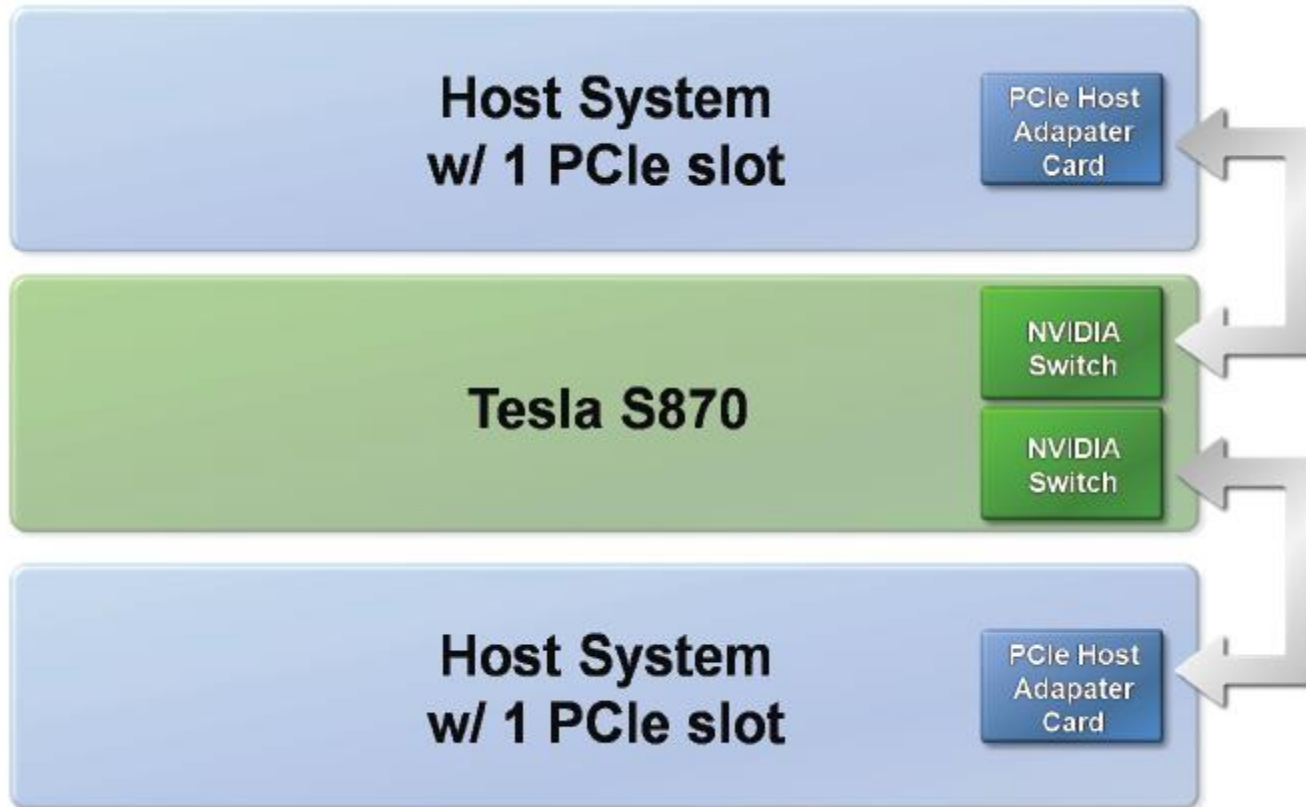 Host System
w/ 1 PCIe slot
PCIe Host
Adapater
Card
Tesla S870
NVIDIA
Switch
NVIDIA
Switch
Host System
w/ 1 PCIe slot
PCIe Host
Adapater
Card